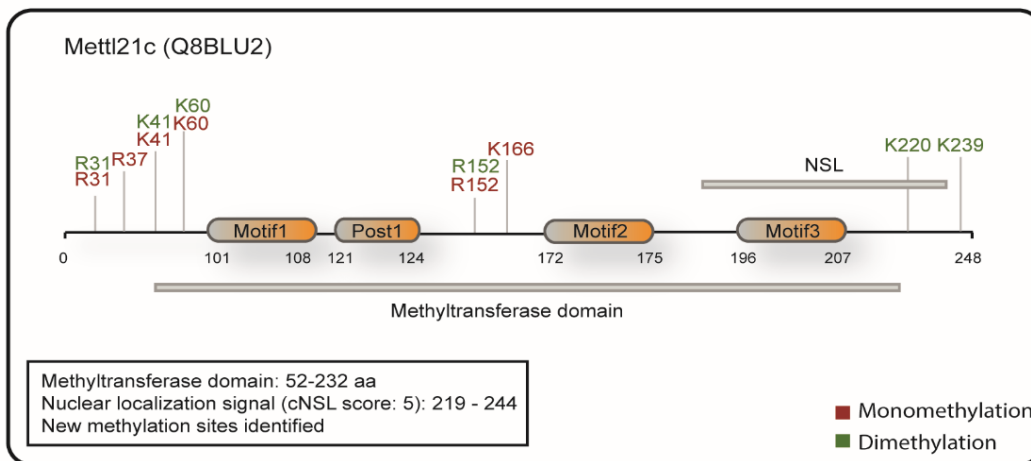 Mettl21c (Q8BLU2)
K60
K41 K60
R31 R37 K41
R31
K166
R152
R152
K220 K239
NSL
Motif1 Post1 Motif2 Motif3
0 101 108 121 124 172 175 196 207 248
Methyltransferase domain
Methyltransferase domain: 52-232 aa
Nuclear localization signal (cNSL score: 5): 219 - 244
New methylation sites identified
Monomethylation
Dimethylation